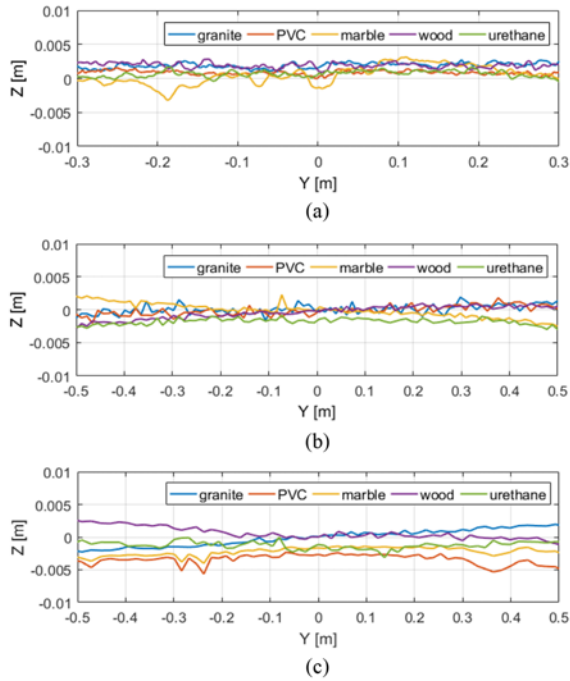 0.01
granite PVC marble wood urethane
0.005
Z [m]
0
-0.005
-0.01
-0.3 -0.2 -0.1 0 0.1 0.2 0.3
Y [m]
(a)
0.01
granite PVC marble wood urethane
0.005
Z [m]
0
-0.005
-0.01
-0.5 -0.4 -0.3 -0.2 -0.1 0 0.1 0.2 0.3 0.4 0.5
Y [m]
(b)
0.01
granite PVC marble wood urethane
0.005
Z [m]
0
-0.005
-0.01
-0.5 -0.4 -0.3 -0.2 -0.1 0 0.1 0.2 0.3 0.4 0.5
Y [m]
(c)